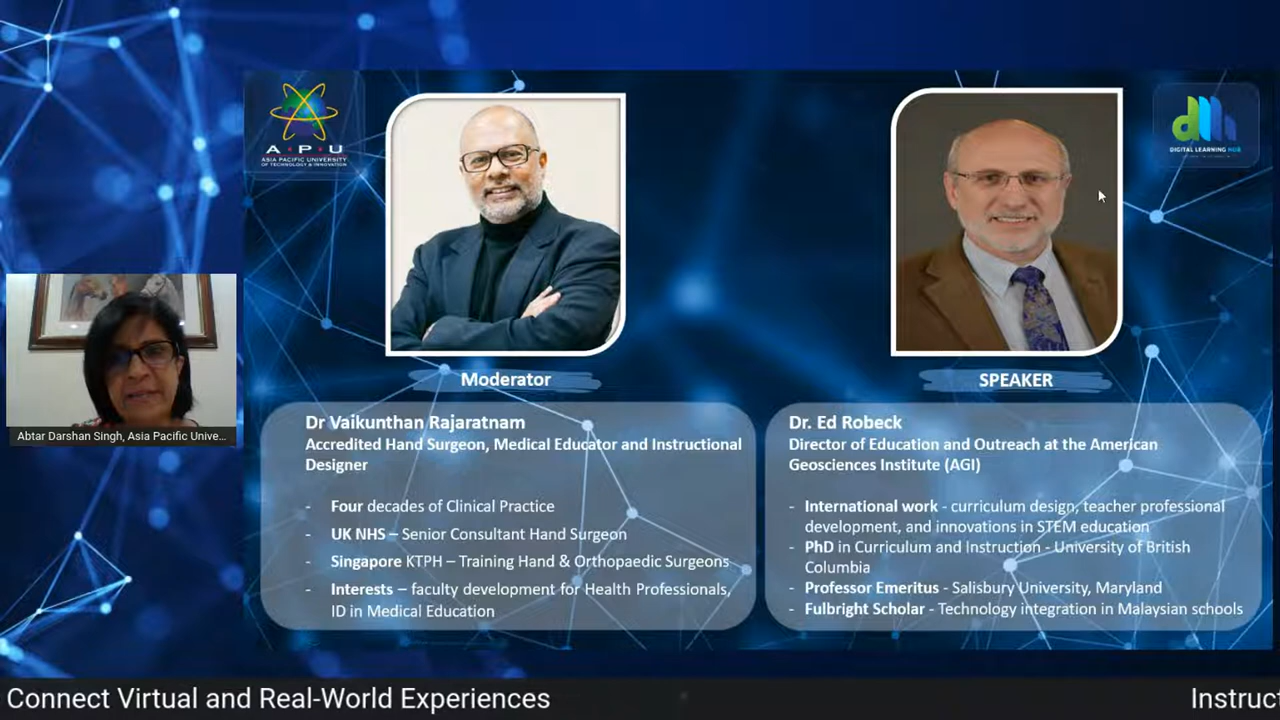 A • P • U
ASIA PACIFIC UNIVERSITY
OF TECHNOLOGY & INNOVATION
DIGITAL LEARNING HUB
Abtar Darshan Singh, Asia Pacific Unive...
Moderator
Dr Vaikunthan Rajaratnam
Accredited Hand Surgeon, Medical Educator and Instructional
Designer
- Four decades of Clinical Practice
- UK NHS – Senior Consultant Hand Surgeon
- Singapore KTPH – Training Hand & Orthopaedic Surgeons
- Interests – faculty development for Health Professionals,
ID in Medical Education
SPEAKER
Dr. Ed Robeck
Director of Education and Outreach at the American
Geosciences Institute (AGI)
- International work - curriculum design, teacher professional
development, and innovations in STEM education
- PhD in Curriculum and Instruction - University of British
Columbia
- Professor Emeritus - Salisbury University, Maryland
- Fulbright Scholar - Technology integration in Malaysian schools
Connect Virtual and Real-World Experiences
Instruct